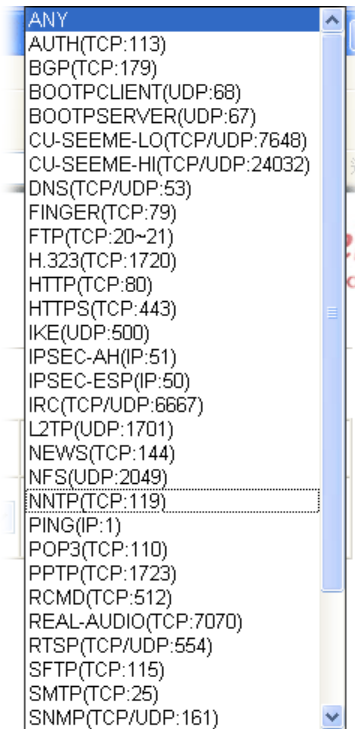 ANY
AUTH(TCP:113)
BGP(TCP:179)
BOOTPCLIENT(UDP:68)
BOOTPSERVER(UDP:67)
CU-SEEME-LO(TCP/UDP:7648)
CU-SEEME-HI(TCP/UDP:24032)
DNS(TCP/UDP:53)
FINGER(TCP:79)
FTP(TCP:20~21)
H.323(TCP:1720)
HTTP(TCP:80)
HTTPS(TCP:443)
IKE(UDP:500)
IPSEC-AH(IP:51)
IPSEC-ESP(IP:50)
IRC(TCP/UDP:6667)
L2TP(UDP:1701)
NEWS(TCP:144)
NFS(UDP:2049)
NNTP(TCP:119)
PING(IP:1)
POP3(TCP:110)
PPTP(TCP:1723)
RCMD(TCP:512)
REAL-AUDIO(TCP:7070)
RTSP(TCP/UDP:554)
SFTP(TCP:115)
SMTP(TCP:25)
SNMP(TCP/UDP:161)